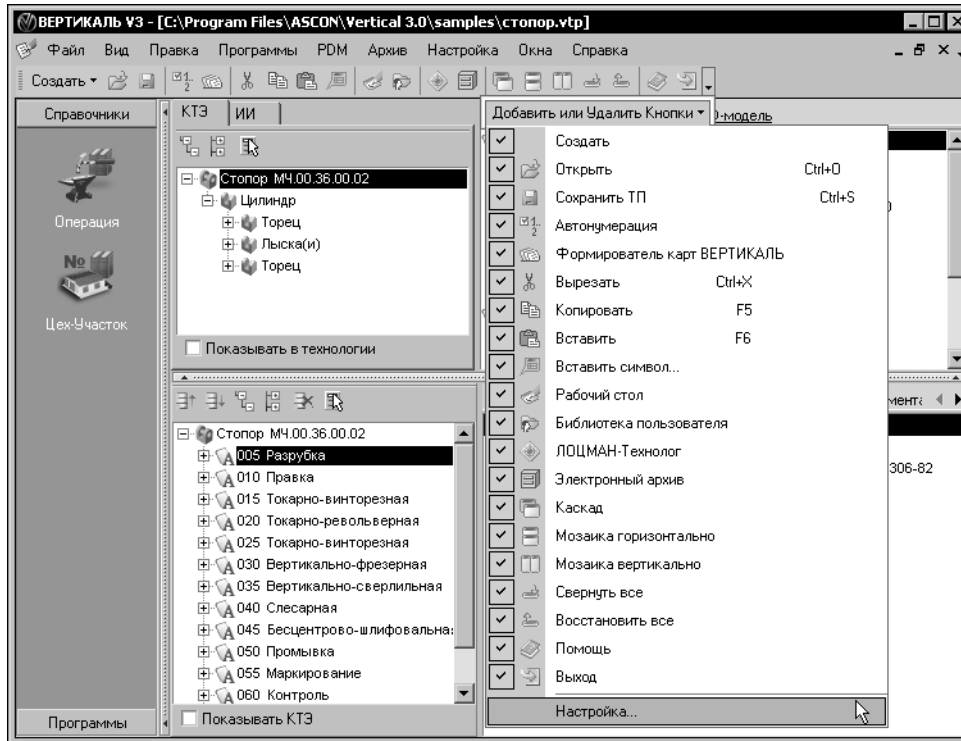 ВЕРТИКАЛЬ V3 - [C:\Program Files\ASCON\Vertical 3.0\samples\стопор.vtp]
Файл Вид Правка Программы PDM Архив Настройка Окна Справка
Создать
Справочники
Операция
Цех-Участок
Программы
КТЭ ИИ
Стопор МЧ.00.36.00.02
Цилиндр
Торец
Лыска(и)
Торец
Показывать в технологии
Стопор МЧ.00.36.00.02
005 Разрубка
010 Правка
015 Токарно-винторезная
020 Токарно-револьверная
025 Токарно-винторезная
030 Вертикально-фрезерная
035 Вертикально-сверлильная
040 Слесарная
045 Бесцентрово-шлифовальна
050 Промывка
055 Маркирование
060 Контроль
Показывать КТЭ
Добавить или Удалить Кнопки
D-модель
Создать
Открыть Ctrl+O
Сохранить ТП Ctrl+S
Автонумерация
Формирователь карт ВЕРТИКАЛЬ
Вырезать Ctrl+X
Копировать F5
Вставить F6
Вставить символ...
Рабочий стол
Библиотека пользователя
ЛОЦМАН-Технолог
Электронный архив
Каскад
Мозаика горизонтально
Мозаика вертикально
Свернуть все
Восстановить все
Помощь
Выход
Настройка...
мента
306-82